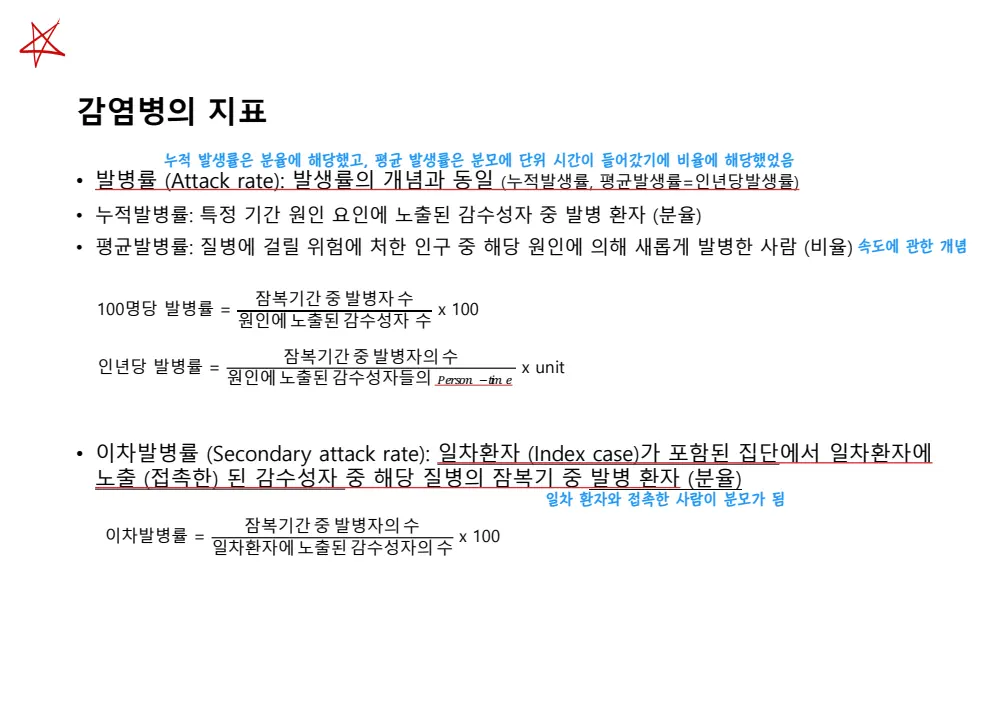 감염병의 지표
누적 발생률은 분율에 해당했고, 평균 발생률은 분모에 단위 시간이 들어갔기에 비율에 해당했었음
• 발병률 (Attack rate): 발생률의 개념과 동일 (누적발생률, 평균발생률=인년당발생률)
• 누적발병률: 특정 기간 원인 요인에 노출된 감수성자 중 발병 환자 (분율)
• 평균발병률: 질병에 걸릴 위험에 처한 인구 중 해당 원인에 의해 새롭게 발병한 사람 (비율) 속도에 관한 개념
잠복기간 중 발병자 수
100명당 발병률 = x 100
원인에 노출된 감수성자 수
잠복기간 중 발병자의 수
인년당 발병률 = x unit
원인에 노출된 감수성자들의 Person −time
• 이차발병률 (Secondary attack rate): 일차환자 (Index case)가 포함된 집단에서 일차환자에
노출 (접촉한) 된 감수성자 중 해당 질병의 잠복기 중 발병 환자 (분율)
일차 환자와 접촉한 사람이 분모가 됨
잠복기간 중 발병자의 수
이차발병률 = x 100
일차환자에 노출된 감수성자의 수